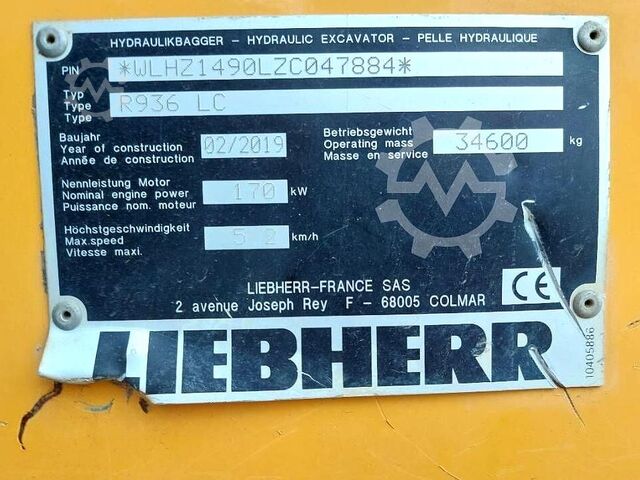 HYDRAULIKBAGGER - HYDRAULIC EXCAVATOR - PELLE HYDRAULIQUE
PIN *WLHZ1490LZC047884*
Typ
Type R936 LC
Type
Baujahr
Year of construction 02/2019
Année de construction
Betriebsgewicht
Operating mass 34600 kg
Masse en service
Nennleistung Motor
Nominal engine power 170 kW
Puissance nom. moteur
Höchstgeschwindigkeit
Max.speed 5 2 km/h
Vitesse maxi.
LIEBHERR-FRANCE SAS
2 avenue Joseph Rey F - 68005 COLMAR
CE
LIEBHERR
10405886